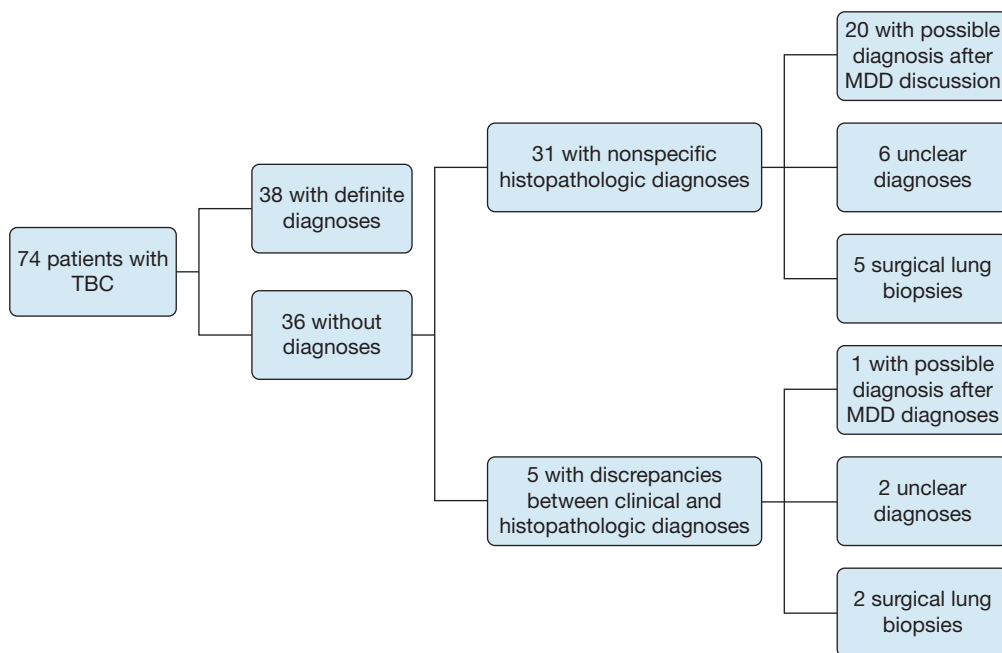 74 patients with
TBC
38 with definite
diagnoses
36 without
diagnoses
31 with nonspecific
histopathologic diagnoses
5 with discrepancies
between clinical and
histopathologic diagnoses
20 with possible
diagnosis after
MDD discussion
6 unclear
diagnoses
5 surgical lung
biopsies
1 with possible
diagnosis after
MDD diagnoses
2 unclear
diagnoses
2 surgical lung
biopsies